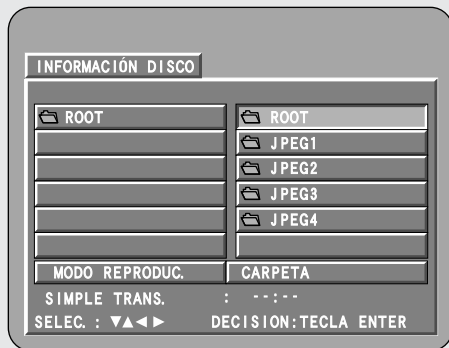 INFORMACIÓN DISCO
ROOT ROOT
JPEG1
JPEG2
JPEG3
JPEG4
MODO REPRODUC. CARPETA
SIMPLE TRANS. : --:--
SELEC. : ▼▲◄► DECISION:TECLA ENTER